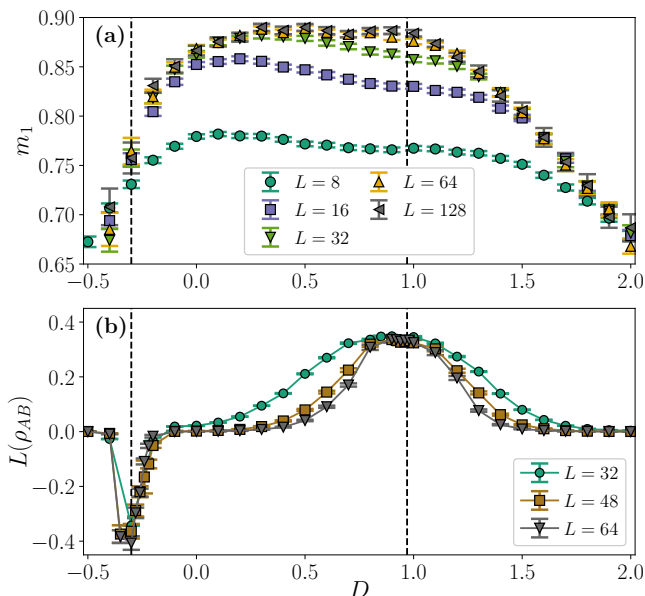 (a)
0.90
0.85
0.80
0.75
0.70
0.65
m₁
L = 8
L = 16
L = 32
L = 64
L = 128
−0.5 0.0 0.5 1.0 1.5 2.0
(b)
0.4
0.2
0.0
−0.2
−0.4
L(ρ_AB)
L = 32
L = 48
L = 64
−0.5 0.0 0.5 1.0 1.5 2.0
D